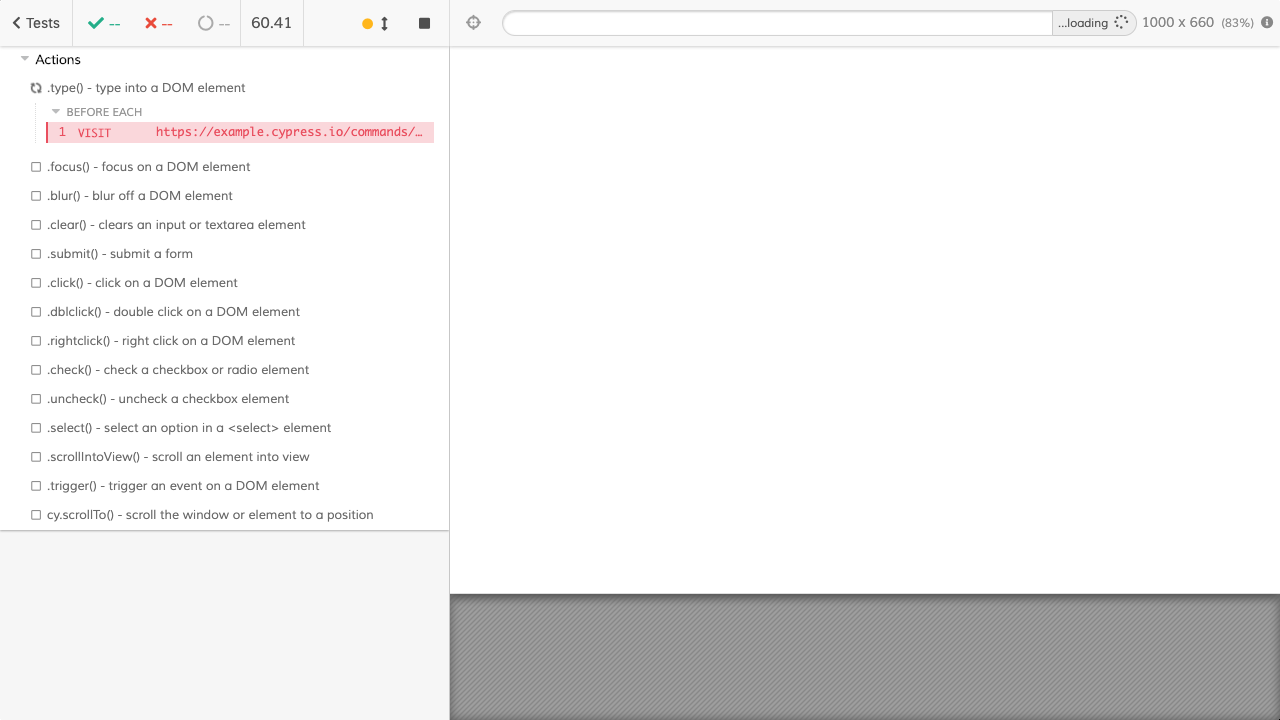 Tests -- -- -- 60.41 ...loading 1000 x 660 (83%)
Actions
.type() - type into a DOM element
BEFORE EACH
1 VISIT https://example.cypress.io/commands/…
.focus() - focus on a DOM element
.blur() - blur off a DOM element
.clear() - clears an input or textarea element
.submit() - submit a form
.click() - click on a DOM element
.dblclick() - double click on a DOM element
.rightclick() - right click on a DOM element
.check() - check a checkbox or radio element
.uncheck() - uncheck a checkbox element
.select() - select an option in a <select> element
.scrollIntoView() - scroll an element into view
.trigger() - trigger an event on a DOM element
cy.scrollTo() - scroll the window or element to a position